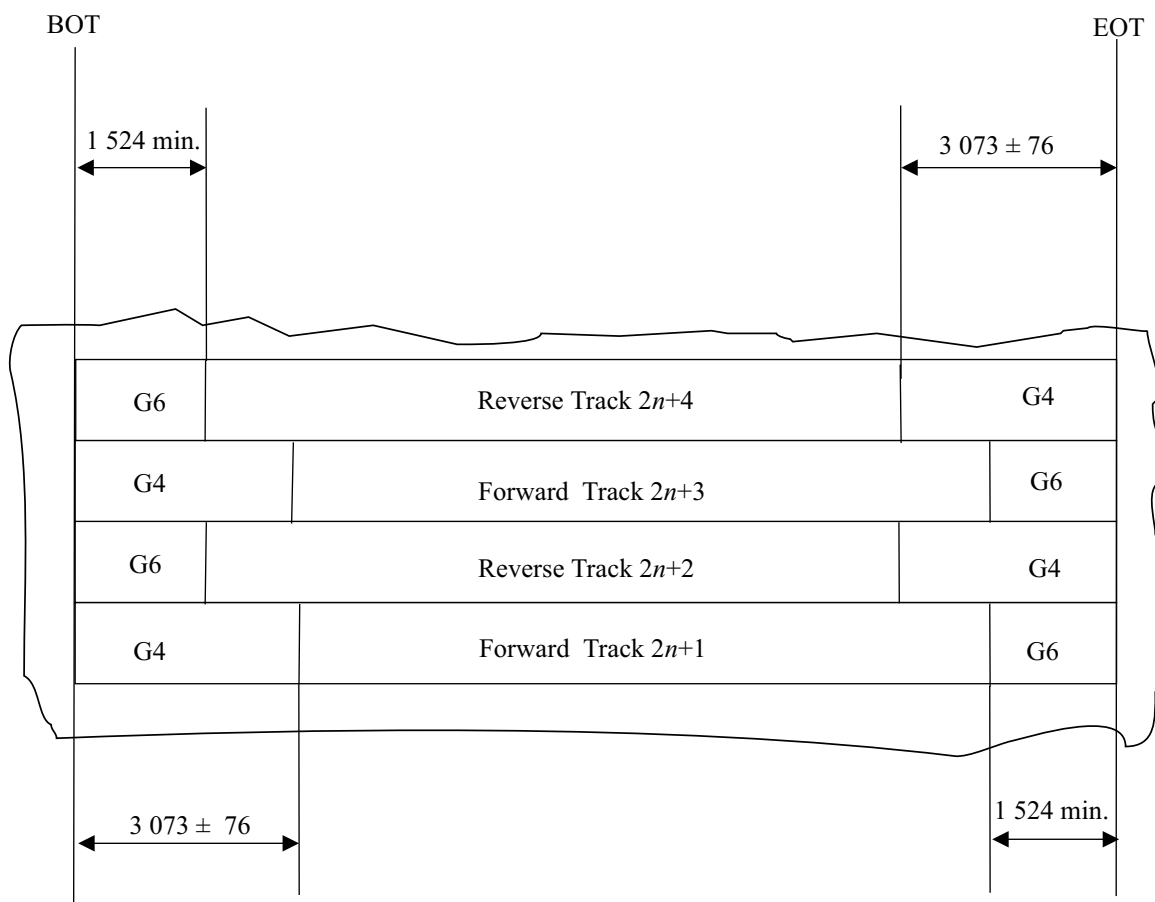 BOT
EOT
1 524 min.
3 073 ± 76
G6
Reverse Track 2n+4
G4
G4
Forward Track 2n+3
G6
G6
Reverse Track 2n+2
G4
G4
Forward Track 2n+1
G6
3 073 ± 76
1 524 min.